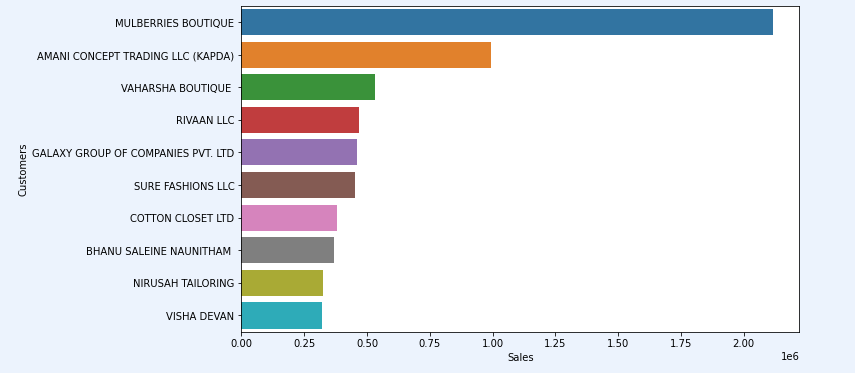 MULBERRIES BOUTIQUE
AMANI CONCEPT TRADING LLC (KAPDA)
VAHARSHA BOUTIQUE
RIVAAN LLC
GALAXY GROUP OF COMPANIES PVT. LTD
SURE FASHIONS LLC
COTTON CLOSET LTD
BHANU SALEINE NAUNITHAM
NIRUSAH TAILORING
VISHA DEVAN
Customers
0.00 0.25 0.50 0.75 1.00 1.25 1.50 1.75 2.00
Sales
1e6